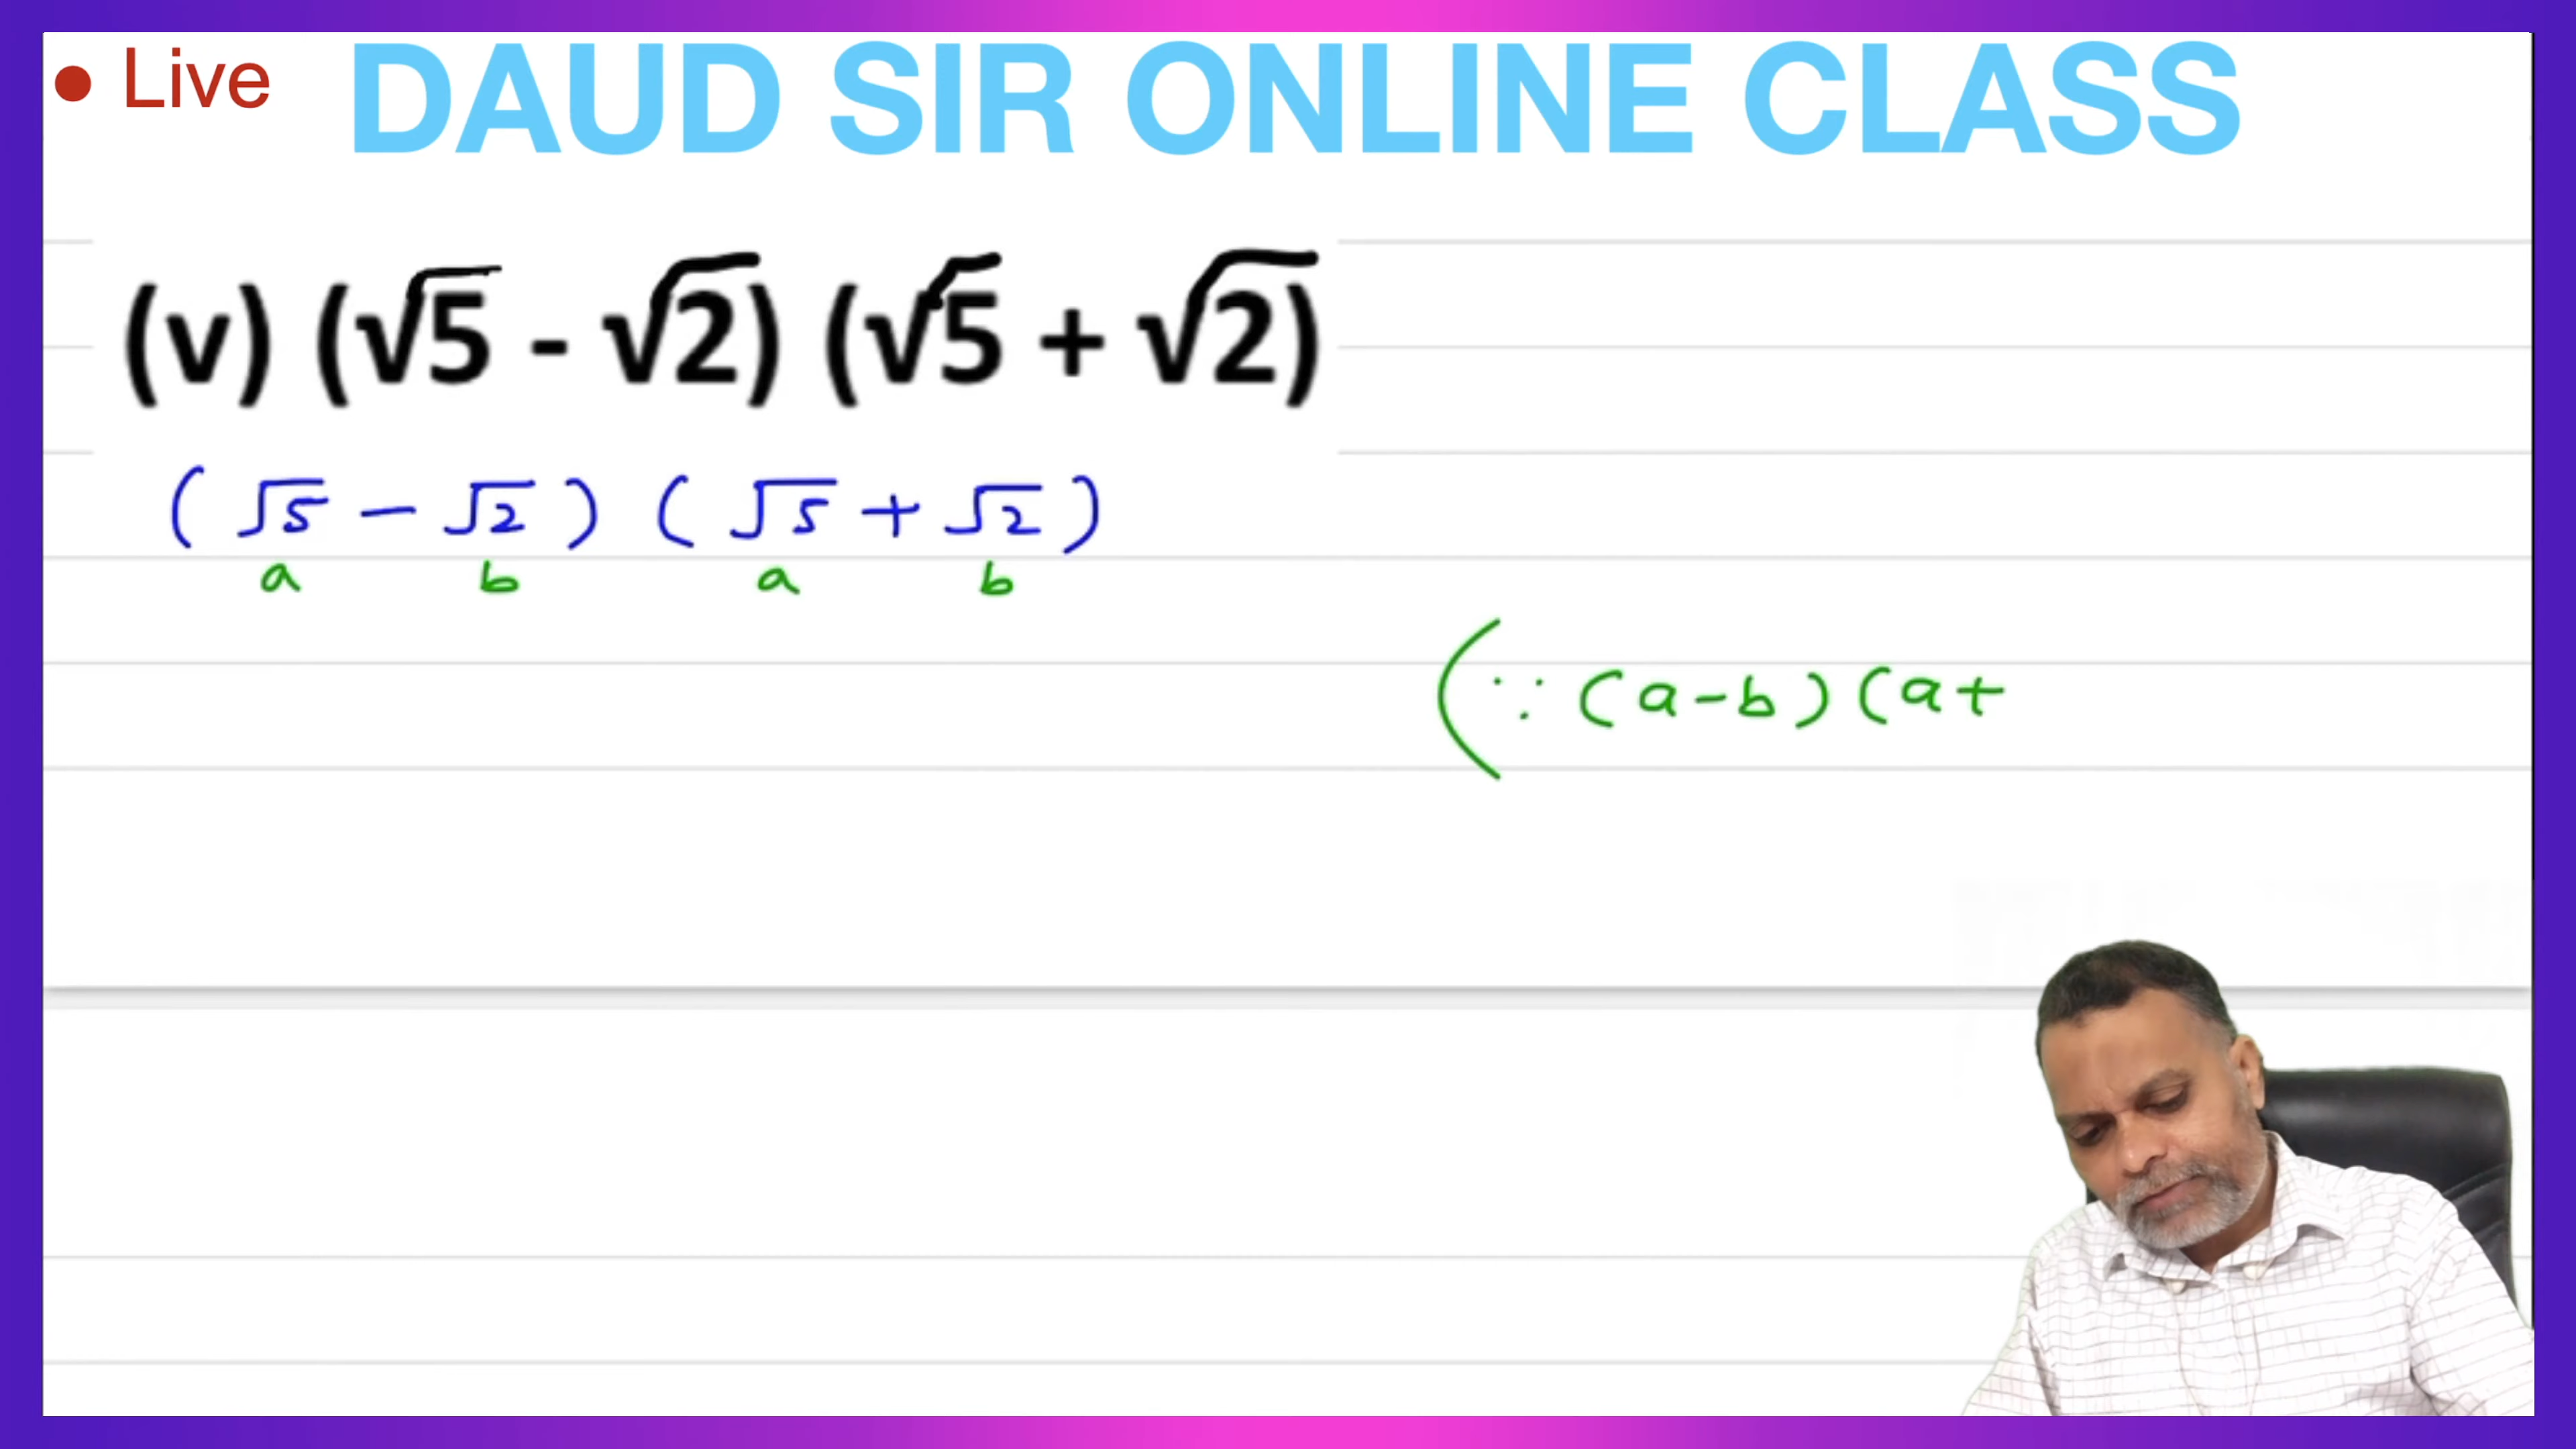 • Live DAUD SIR ONLINE CLASS
(v) (√5 - √2) (√5 + √2)
(√5 - √2) (√5 + √2)
a b a b
(∵ (a-b) (a+